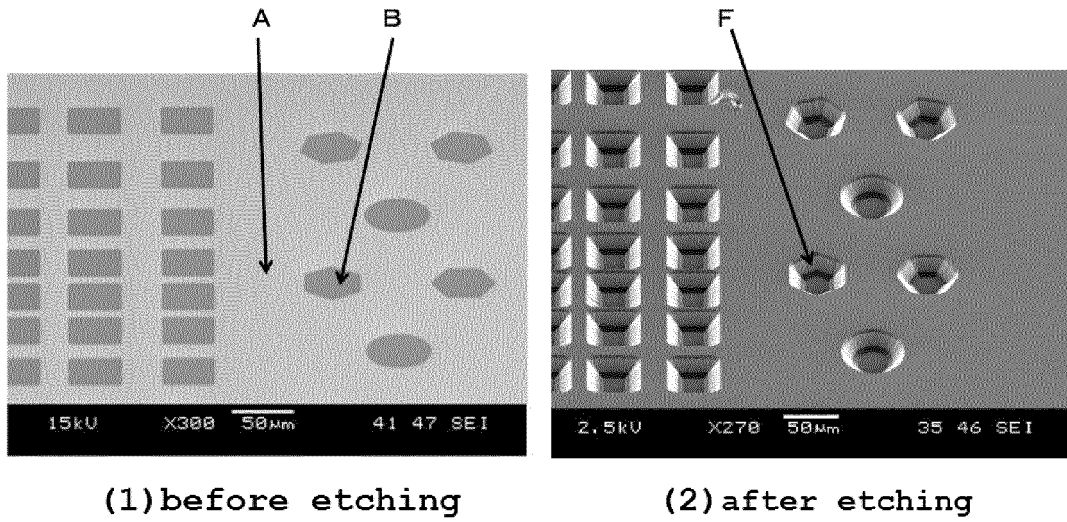 A B F
15kV X300 50μm 41 47 SEI
2.5kV X270 50μm 35 46 SEI
(1)before etching
(2)after etching